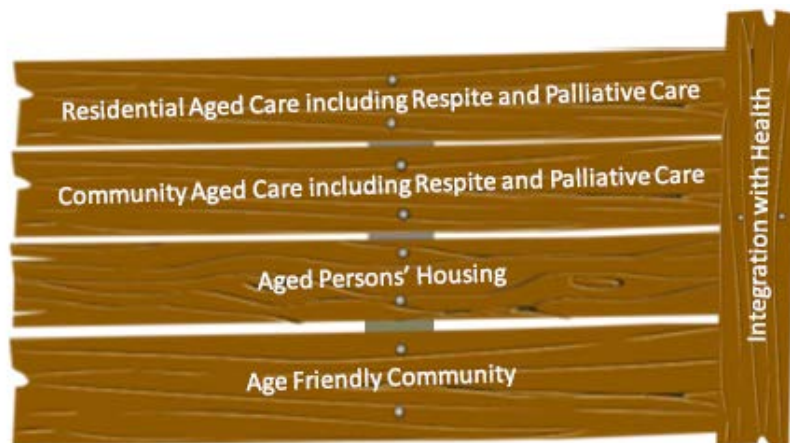 Residential Aged Care including Respite and Palliative Care
Community Aged Care including Respite and Palliative Care
Aged Persons' Housing
Age Friendly Community
Integration with Health